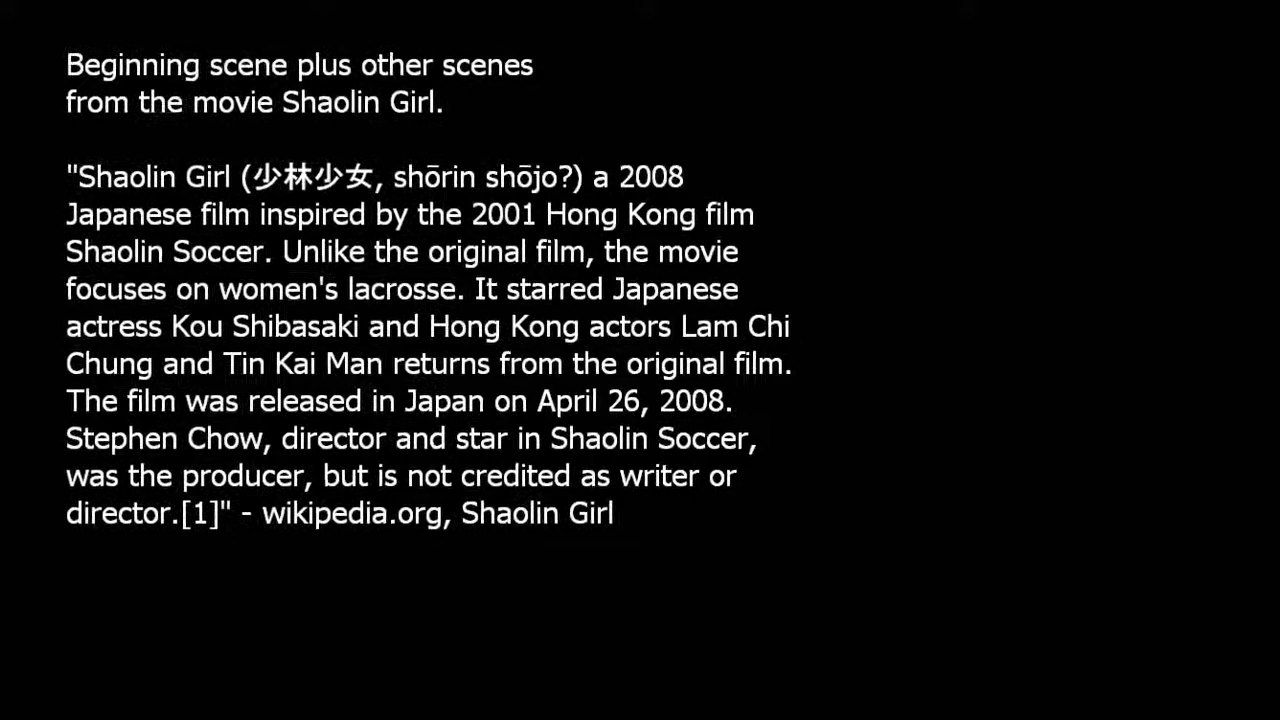 Beginning scene plus other scenes
from the movie Shaolin Girl.
"Shaolin Girl (少林少女, shōrin shōjo?) a 2008
Japanese film inspired by the 2001 Hong Kong film
Shaolin Soccer. Unlike the original film, the movie
focuses on women's lacrosse. It starred Japanese
actress Kou Shibasaki and Hong Kong actors Lam Chi
Chung and Tin Kai Man returns from the original film.
The film was released in Japan on April 26, 2008.
Stephen Chow, director and star in Shaolin Soccer,
was the producer, but is not credited as writer or
director.[1]" - wikipedia.org, Shaolin Girl